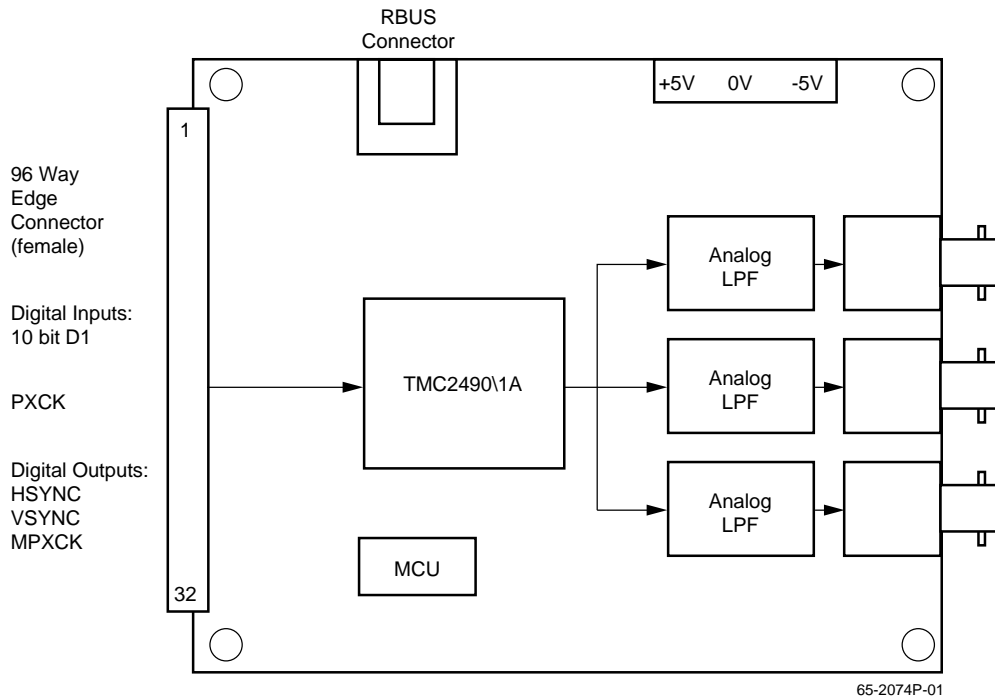 RBUS
Connector
+5V 0V -5V
1
96 Way
Edge
Connector
(female)
Digital Inputs:
10 bit D1
PXCK
Digital Outputs:
HSYNC
VSYNC
MPXCK
32
TMC2490\1A
MCU
Analog
LPF
Analog
LPF
Analog
LPF
65-2074P-01